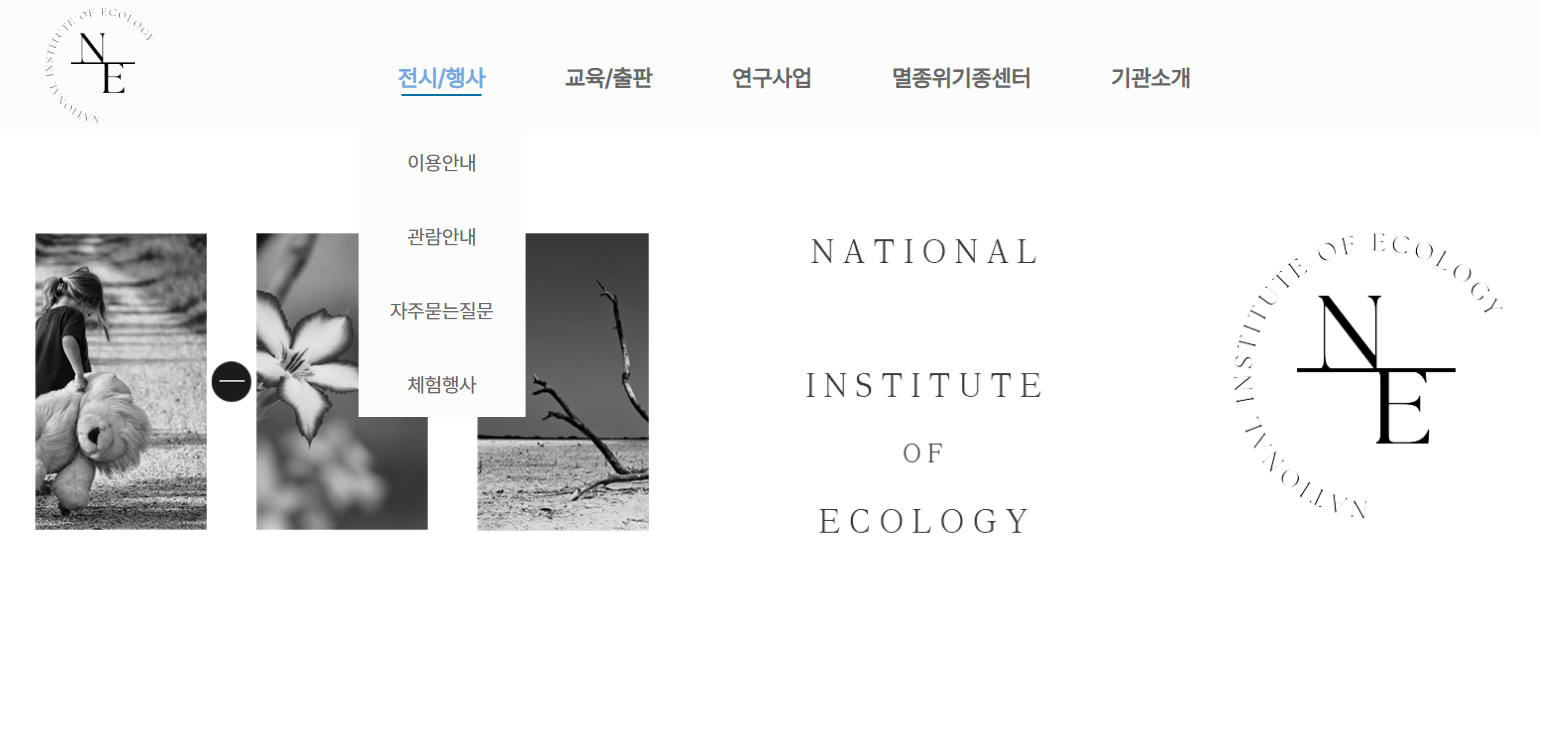 NATIONAL INSTITUTE OF ECOLOGY
N
E
전시/행사 교육/출판 연구사업 멸종위기종센터 기관소개
이용안내
관람안내
자주묻는질문
체험행사
NATIONAL
INSTITUTE
OF
ECOLOGY
NATIONAL INSTITUTE OF ECOLOGY
N
E